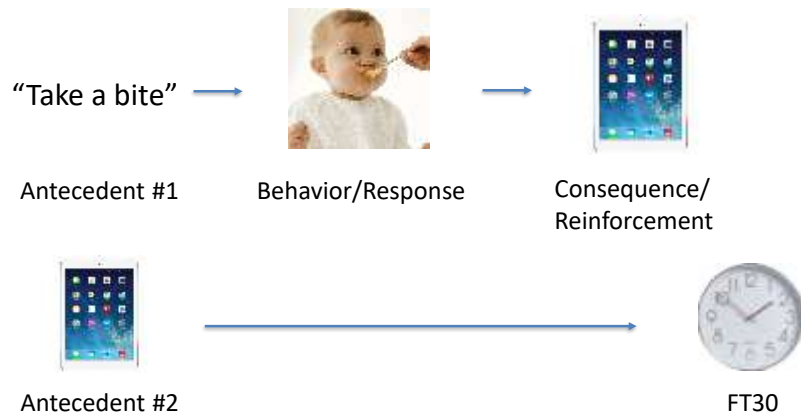 “Take a bite”
Antecedent #1
Behavior/Response
Consequence/
Reinforcement
Antecedent #2
FT30